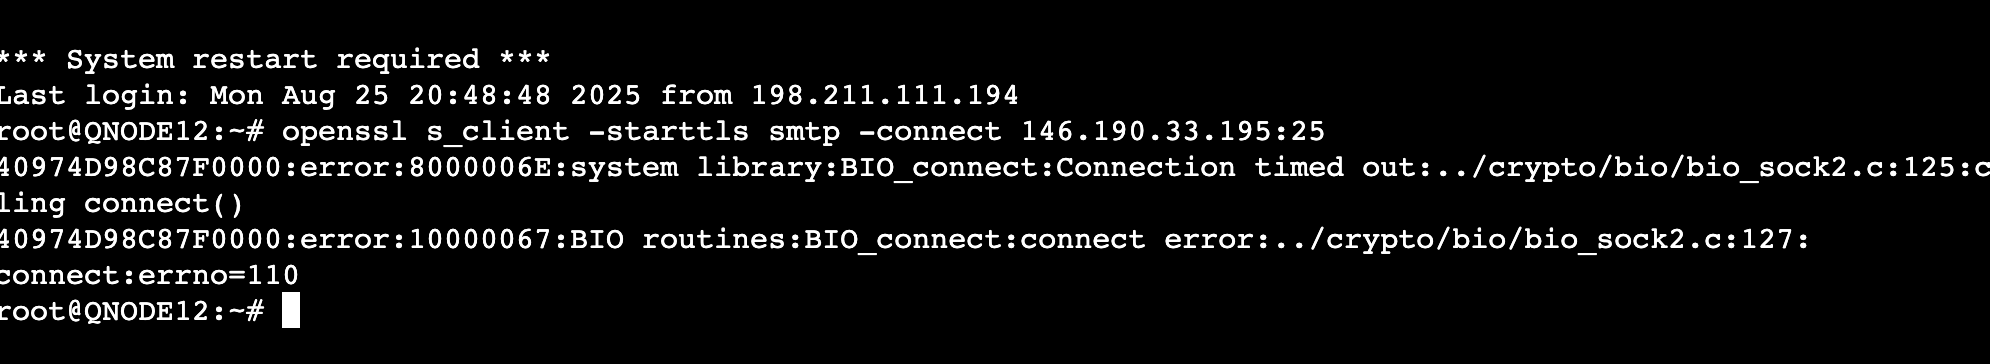 *** System restart required ***
Last login: Mon Aug 25 20:48:48 2025 from 198.211.111.194
root@QNODE12:~# openssl s_client -starttls smtp -connect 146.190.33.195:25
40974D98C87F0000:error:8000006E:system library:BIO_connect:Connection timed out:../crypto/bio/bio_sock2.c:125:c
ling connect()
40974D98C87F0000:error:10000067:BIO routines:BIO_connect:connect error:../crypto/bio/bio_sock2.c:127:
connect:errno=110
root@QNODE12:~#